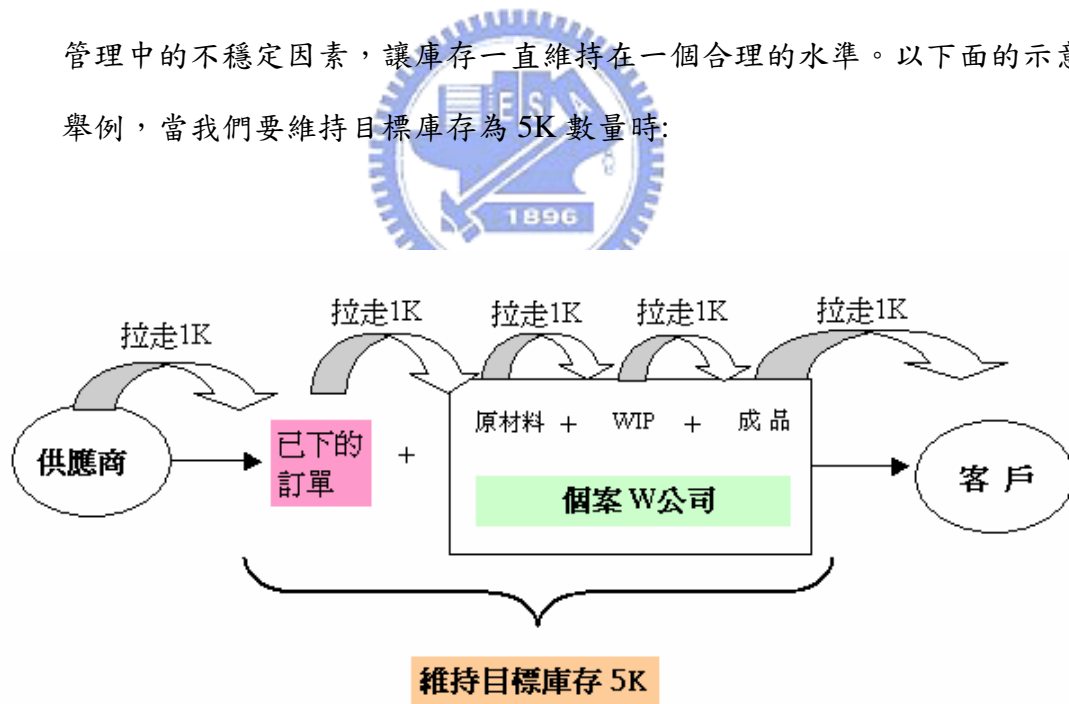 管理中的不穩定因素，讓庫存一直維持在一個合理的水準。以下面的示意
舉例，當我們要維持目標庫存為 5K 數量時:
E S A
1896
拉走1K 拉走1K 拉走1K 拉走1K 拉走1K
供應商
已下的
訂單
+
原材料 + WIP + 成品
個案 W公司
客 戶
維持目標庫存 5K